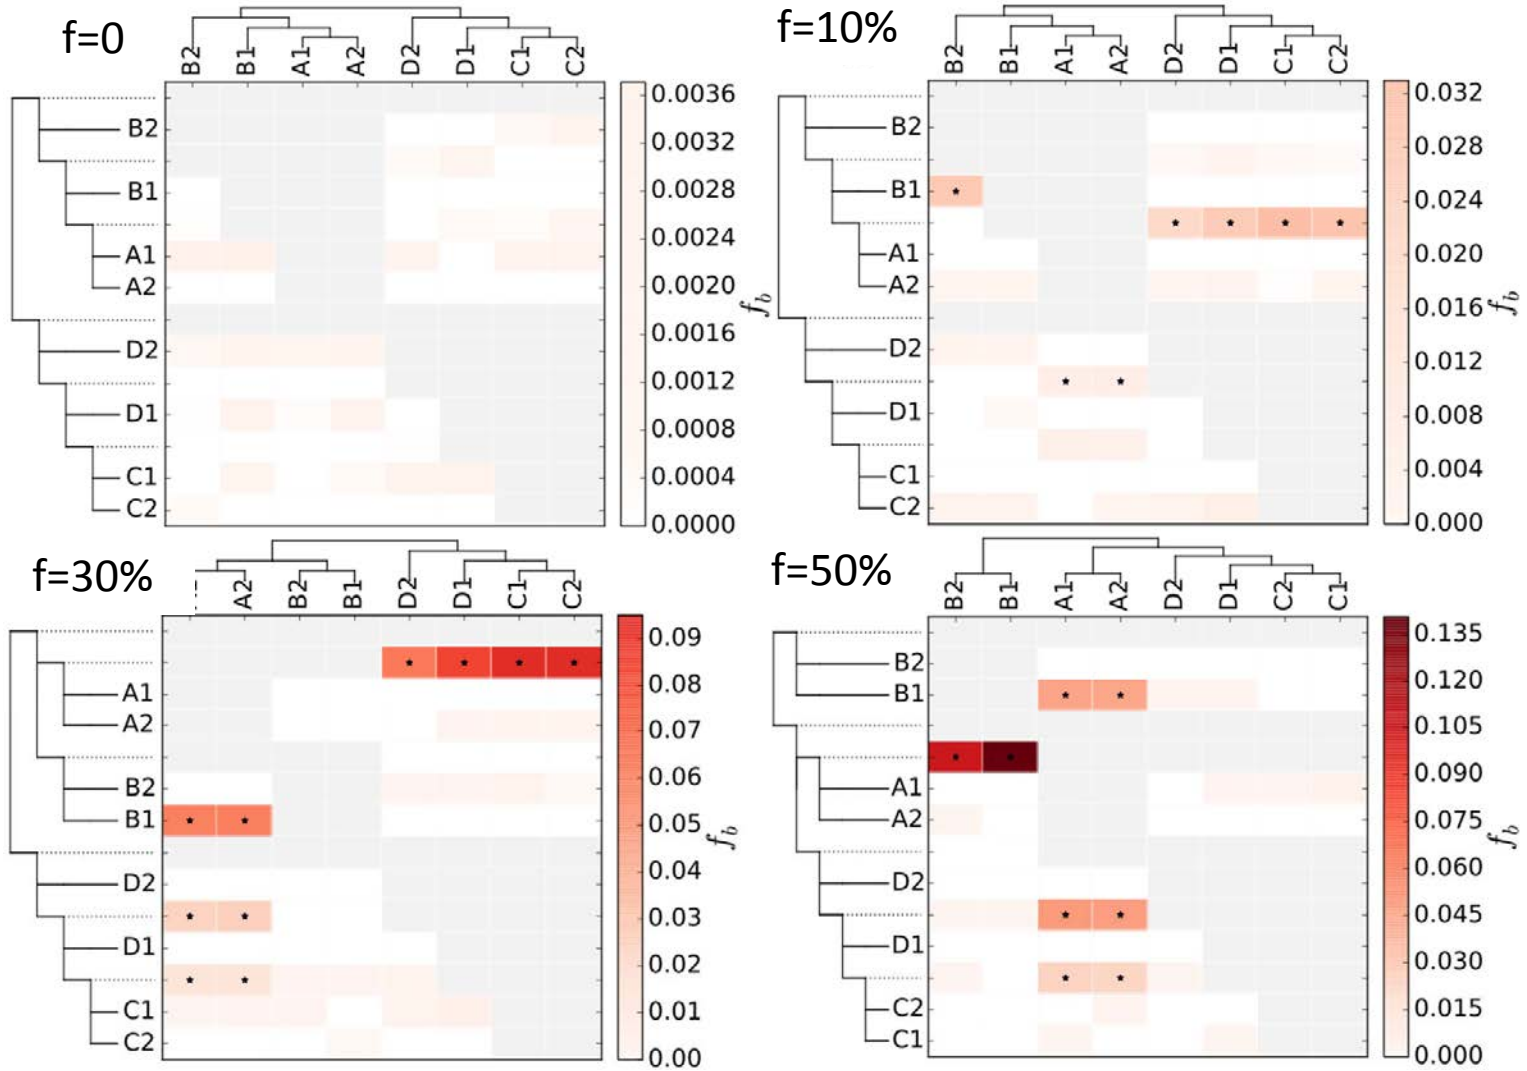 f=0
B2 B1 A1 A2 D2 D1 C1 C2
B2
B1
A1
A2
D2
D1
C1
C2
0.0036
0.0032
0.0028
0.0024
0.0020
0.0016
0.0012
0.0008
0.0004
0.0000
f_b
f=10%
B2 B1 A1 A2 D2 D1 C1 C2
B2
B1
A1
A2
D2
D1
C1
C2
0.032
0.028
0.024
0.020
0.016
0.012
0.008
0.004
0.000
f_b
f=30%
A2 B2 B1 D2 D1 C1 C2
A1
A2
B2
B1
D2
D1
C1
C2
0.09
0.08
0.07
0.06
0.05
0.04
0.03
0.02
0.01
0.00
f_b
f=50%
B2 B1 A1 A2 D2 D1 C2 C1
B2
B1
A1
A2
D2
D1
C2
C1
0.135
0.120
0.105
0.090
0.075
0.060
0.045
0.030
0.015
0.000
f_b